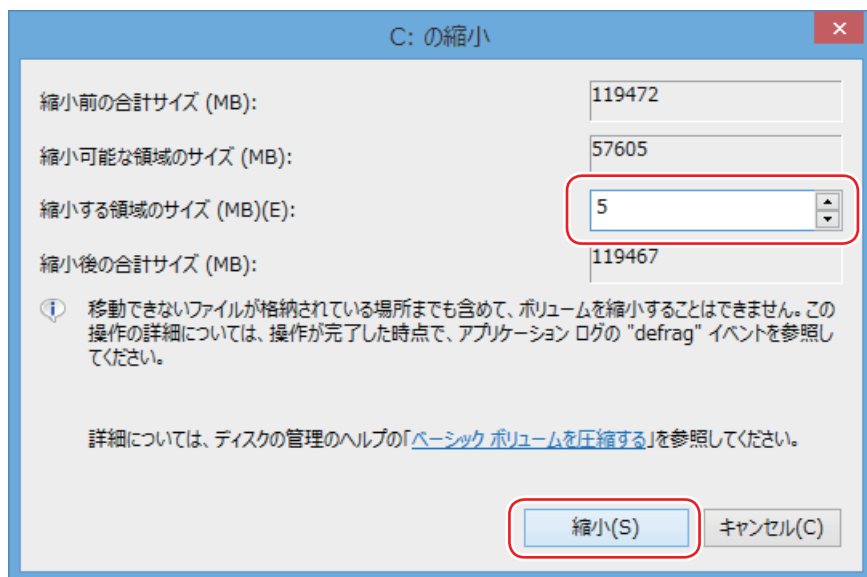 C: の縮小
縮小前の合計サイズ (MB): 119472
縮小可能な領域のサイズ (MB): 57605
縮小する領域のサイズ (MB)(E): 5
縮小後の合計サイズ (MB): 119467
移動できないファイルが格納されている場所までも含めて、ボリュームを縮小することはできません。この
操作の詳細については、操作が完了した時点で、アプリケーション ログの "defrag" イベントを参照し
てください。
詳細については、ディスクの管理のヘルプの「ベーシック ボリュームを圧縮する」を参照してください。
縮小(S) キャンセル(C)